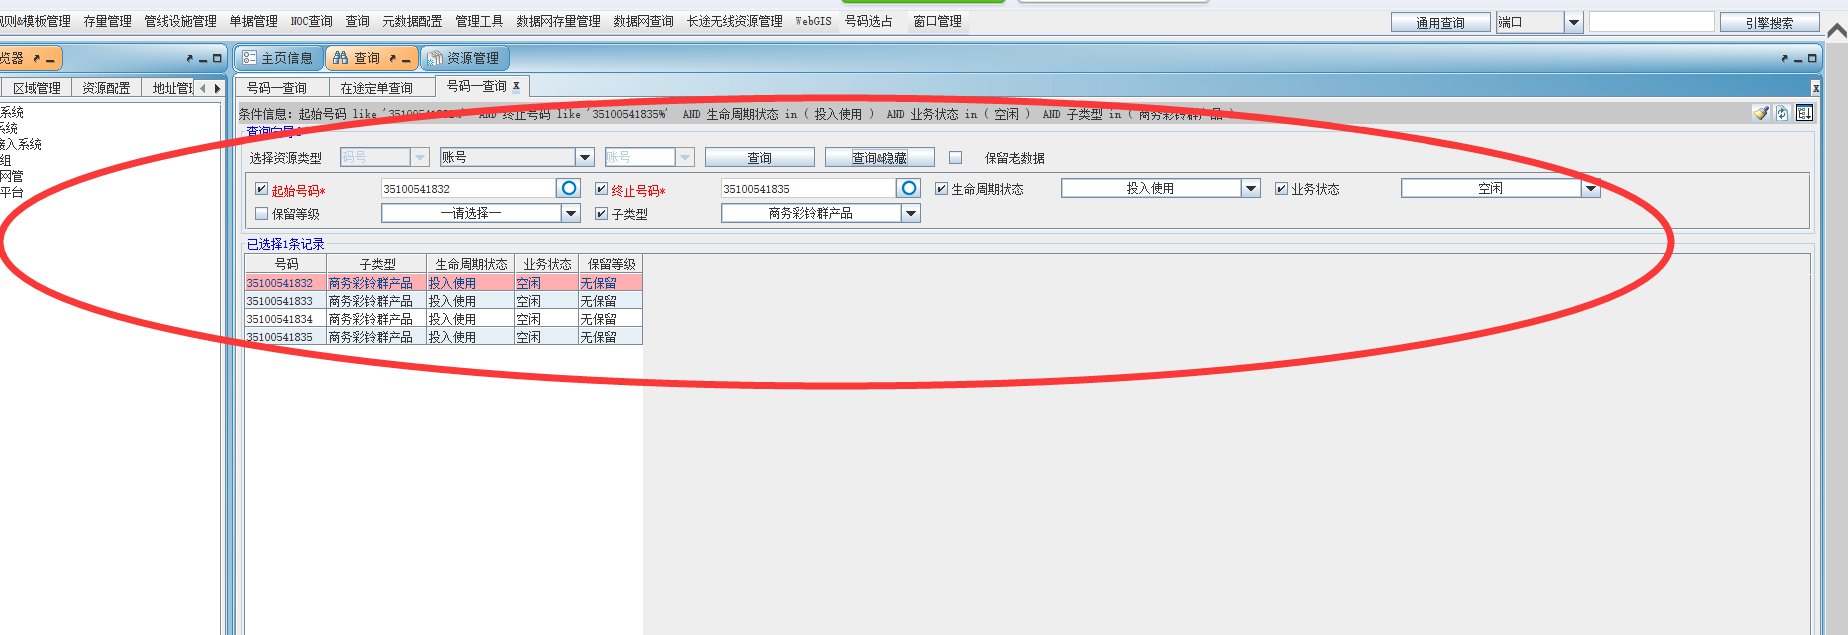 则&模板管理 存量管理 管线设施管理 单据管理 NOC查询 查询 元数据配置 管理工具 数据网存量管理 数据网查询 长途无线资源管理 WebGIS 号码选占 窗口管理 通用查询 端口 引擎搜索
览器 主页信息 查询 资源管理
区域管理 资源配置 地址管理 号码—查询 在途定单查询 号码—查询 X
系统
系统
接入系统
组
网管
平台
条件信息: 起始号码 like '35100541832%' AND 终止号码 like '35100541835%' AND 生命周期状态 in ( 投入使用 ) AND 业务状态 in ( 空闲 ) AND 子类型 in ( 商务彩铃群产品 )
查询向导
选择资源类型 码号 账号 账号 查询 查询&隐藏 保留老数据
起始号码* 35100541832 终止号码* 35100541835 生命周期状态 投入使用 业务状态 空闲
保留等级 —请选择— 子类型 商务彩铃群产品
已选择1条记录
号码 子类型 生命周期状态 业务状态 保留等级
35100541832 商务彩铃群产品 投入使用 空闲 无保留
35100541833 商务彩铃群产品 投入使用 空闲 无保留
35100541834 商务彩铃群产品 投入使用 空闲 无保留
35100541835 商务彩铃群产品 投入使用 空闲 无保留